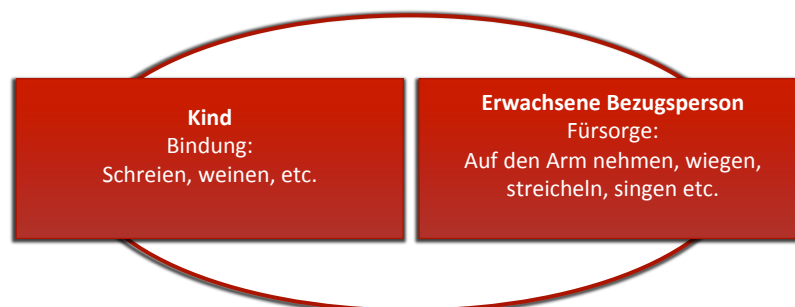 Kind
Bindung:
Schreien, weinen, etc.
Erwachsene Bezugsperson
Fürsorge:
Auf den Arm nehmen, wiegen,
streicheln, singen etc.